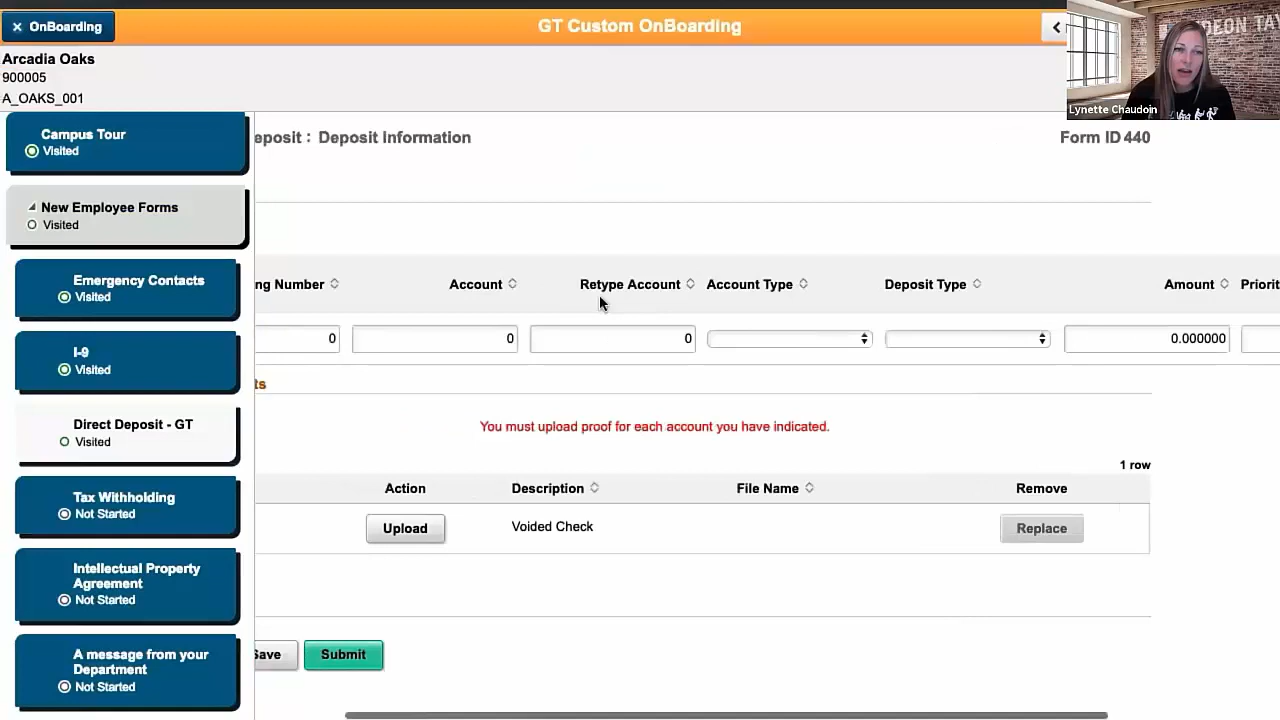 × OnBoarding
GT Custom OnBoarding
Arcadia Oaks
900005
A_OAKS_001
DEON TAY
Lynette Chaudoin
Campus Tour
Visited
New Employee Forms
Visited
Emergency Contacts
Visited
I-9
Visited
Direct Deposit - GT
Visited
Tax Withholding
Not Started
Intellectual Property
Agreement
Not Started
A message from your
Department
Not Started
eposit : Deposit Information
Form ID 440
ng Number Account Retype Account Account Type Deposit Type Amount Priorit
0 0 0 0.000000
ts
You must upload proof for each account you have indicated.
1 row
Action Description File Name Remove
Upload Voided Check Replace
Save Submit